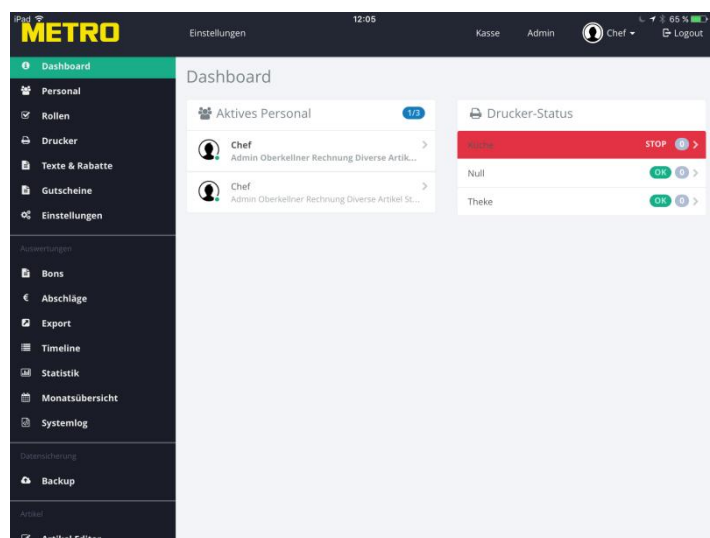 iPad 12:05 65 %
METRO Einstellungen Kasse Admin Chef Logout
Dashboard
Personal
Rollen
Drucker
Texte & Rabatte
Gutscheine
Einstellungen
Auswertungen
Bons
€ Abschläge
Export
Timeline
Statistik
Monatsübersicht
Systemlog
Datensicherung
Backup
Artikel
Artikel Editor
Dashboard
Aktives Personal 1/3
Chef
Admin Oberkellner Rechnung Diverse Artik...
Chef
Admin Oberkellner Rechnung Diverse Artikel St...
Drucker-Status
Küche STOP 0
Null OK 0
Theke OK 0